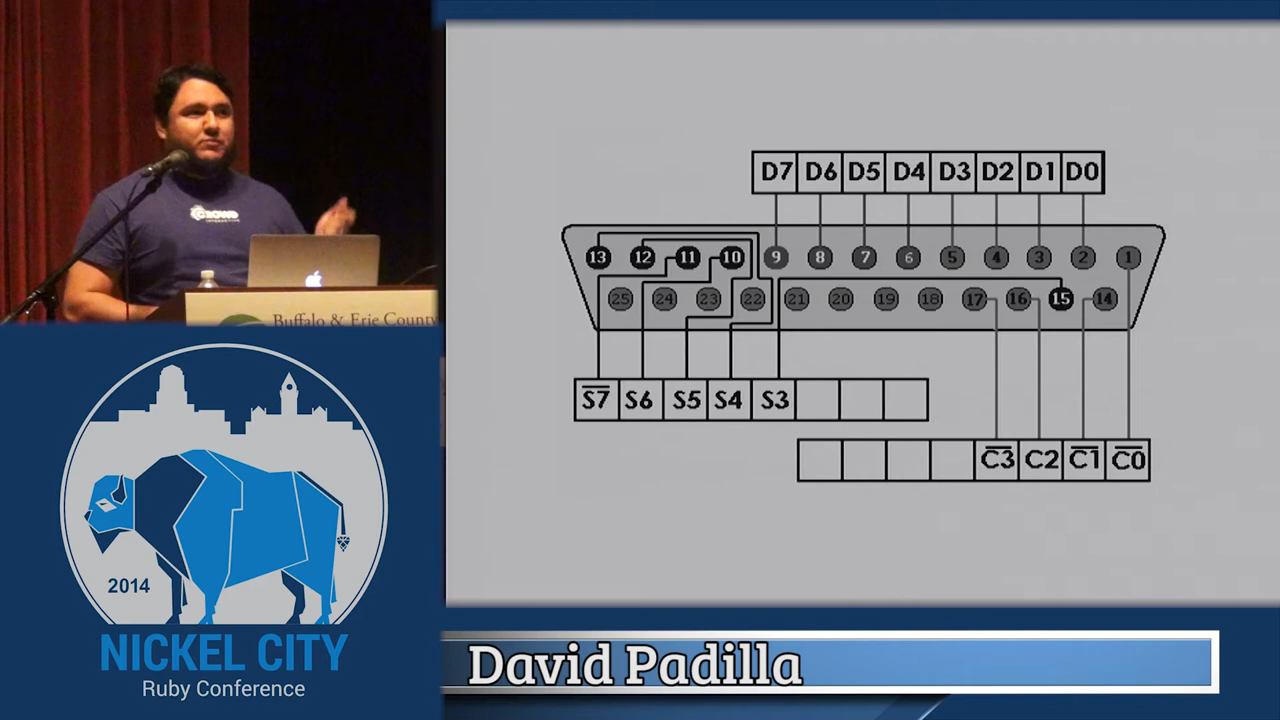 CROWD
INTERACTIVE
Buffalo & Erie County
D7 D6 D5 D4 D3 D2 D1 D0
13 12 11 10 9 8 7 6 5 4 3 2 1
25 24 23 22 21 20 19 18 17 16 15 14
S7 S6 S5 S4 S3
C3 C2 C1 C0
2014
NICKEL CITY
Ruby Conference
David Padilla